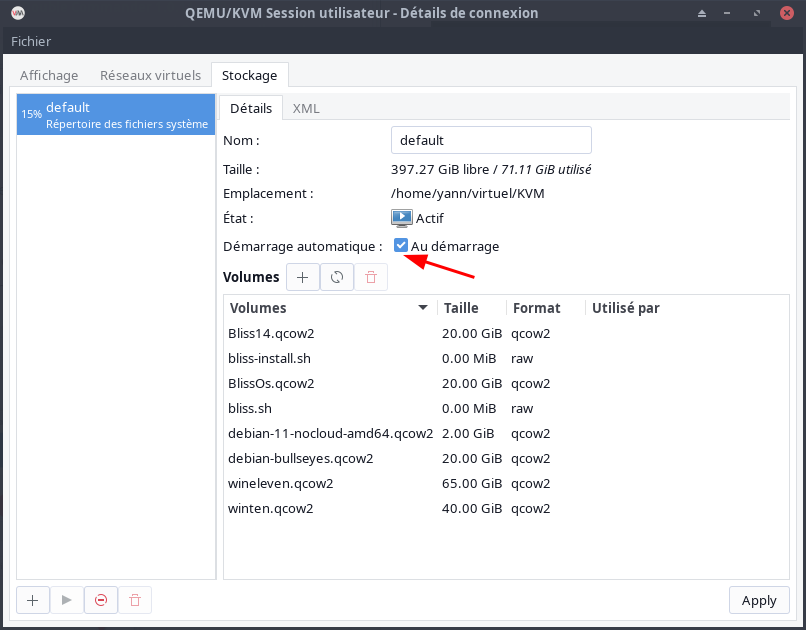 QEMU/KVM Session utilisateur - Détails de connexion
Fichier
Affichage Réseaux virtuels Stockage
15% default
Répertoire des fichiers système
Détails XML
Nom : default
Taille : 397.27 GiB libre / 71.11 GiB utilisé
Emplacement : /home/yann/virtuel/KVM
État : Actif
Démarrage automatique : Au démarrage
Volumes
Volumes Taille Format Utilisé par
Bliss14.qcow2 20.00 GiB qcow2
bliss-install.sh 0.00 MiB raw
BlissOs.qcow2 20.00 GiB qcow2
bliss.sh 0.00 MiB raw
debian-11-nocloud-amd64.qcow2 2.00 GiB qcow2
debian-bullseyes.qcow2 20.00 GiB qcow2
wineleven.qcow2 65.00 GiB qcow2
winten.qcow2 40.00 GiB qcow2
Apply